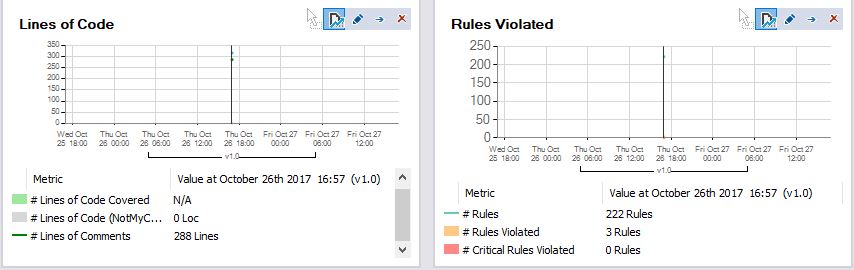 Lines of Code
350
300
250
200
150
100
50
0
Wed Oct 25 18:00
Thu Oct 26 00:00
Thu Oct 26 06:00
Thu Oct 26 12:00
Thu Oct 26 18:00
Fri Oct 27 00:00
Fri Oct 27 06:00
Fri Oct 27 12:00
v1.0
Metric Value at October 26th 2017 16:57 (v1.0)
# Lines of Code Covered N/A
# Lines of Code (NotMyC... 0 Loc
# Lines of Comments 288 Lines
Rules Violated
250
200
150
100
50
0
Wed Oct 25 18:00
Thu Oct 26 00:00
Thu Oct 26 06:00
Thu Oct 26 12:00
Thu Oct 26 18:00
Fri Oct 27 00:00
Fri Oct 27 06:00
Fri Oct 27 12:00
v1.0
Metric Value at October 26th 2017 16:57 (v1.0)
# Rules 222 Rules
# Rules Violated 3 Rules
# Critical Rules Violated 0 Rules